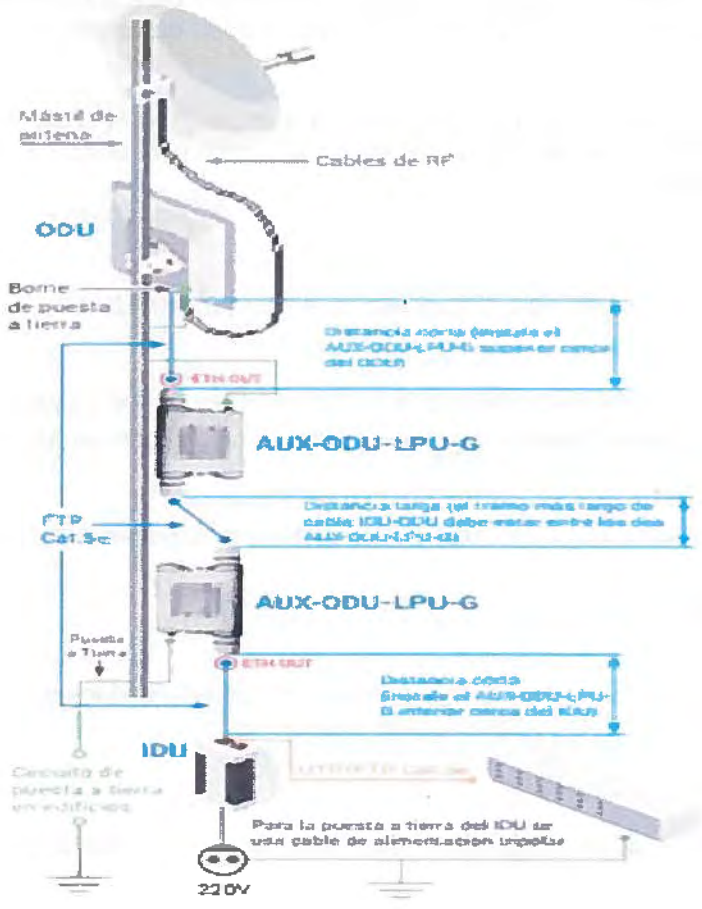 Mástil de
antena
Cables de RF
ODU
Borne
de puesta
a tierra
Distancia corta (instale el
AUX-ODU-LPU-G superior cerca
del ODU)
ETH OUT
AUX-ODU-LPU-G
Distancia larga (el tramo más largo de
cable IDU-ODU debe estar entre los dos
AUX-ODU-LPU-G)
FTP
Cat.5e
AUX-ODU-LPU-G
Puesta
a Tierra
ETH OUT
Distancia corta
(instale el AUX-ODU-LPU-
G inferior cerca del IDU)
IDU
Circuito de
puesta a tierra
en edificios
Cat.5e
Para la puesta a tierra del IDU se
usa cable de alimentación tripolar
220V